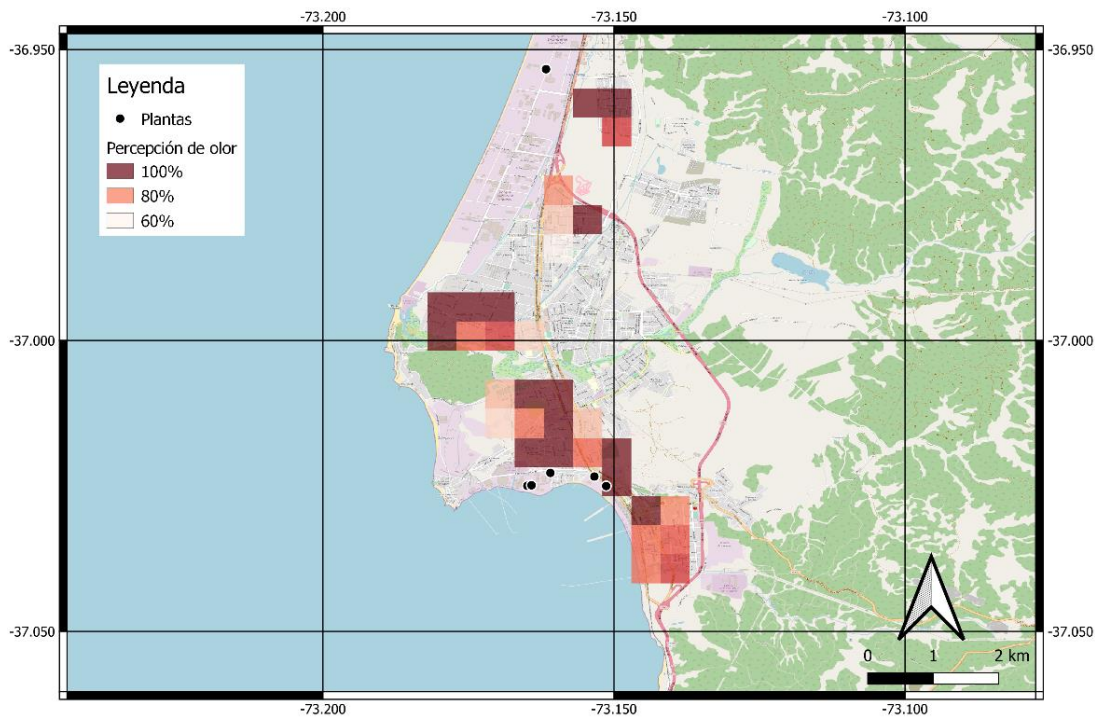 -73.200 -73.150 -73.100
-36.950 -36.950
Leyenda
Plantas
Percepción de olor
100%
80%
60%
-37.000 -37.000
-37.050 -37.050
0 1 2 km
-73.200 -73.150 -73.100